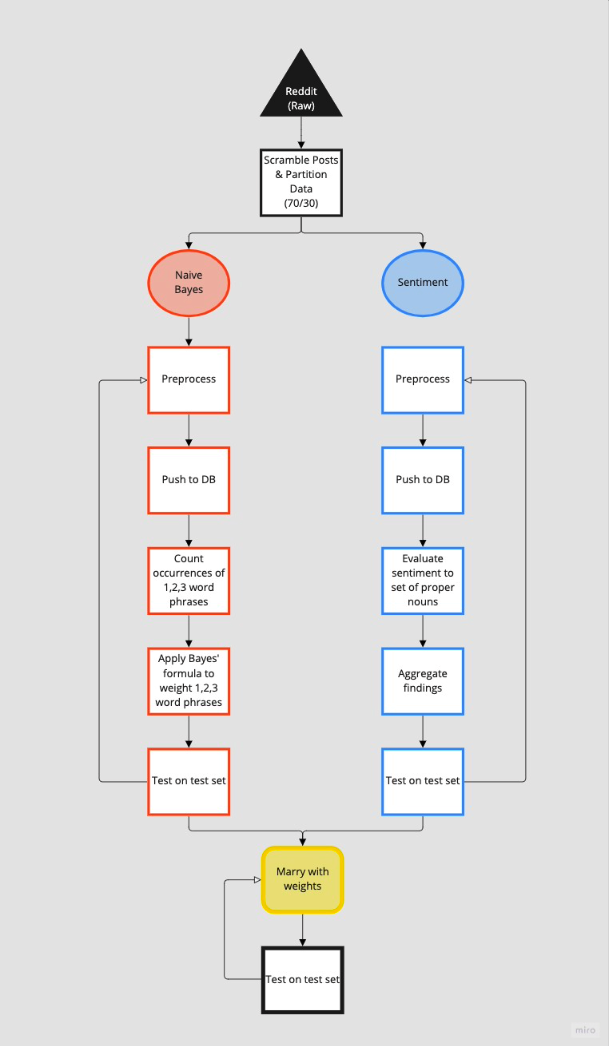 Reddit
(Raw)
Scramble Posts
& Partition
Data
(70/30)
Naive
Bayes
Sentiment
Preprocess
Preprocess
Push to DB
Push to DB
Count
occurrences of
1,2,3 word
phrases
Evaluate
sentiment to
set of proper
nouns
Apply Bayes'
formula to
weight 1,2,3
word phrases
Aggregate
findings
Test on test set
Test on test set
Marry with
weights
Test on test set
miro